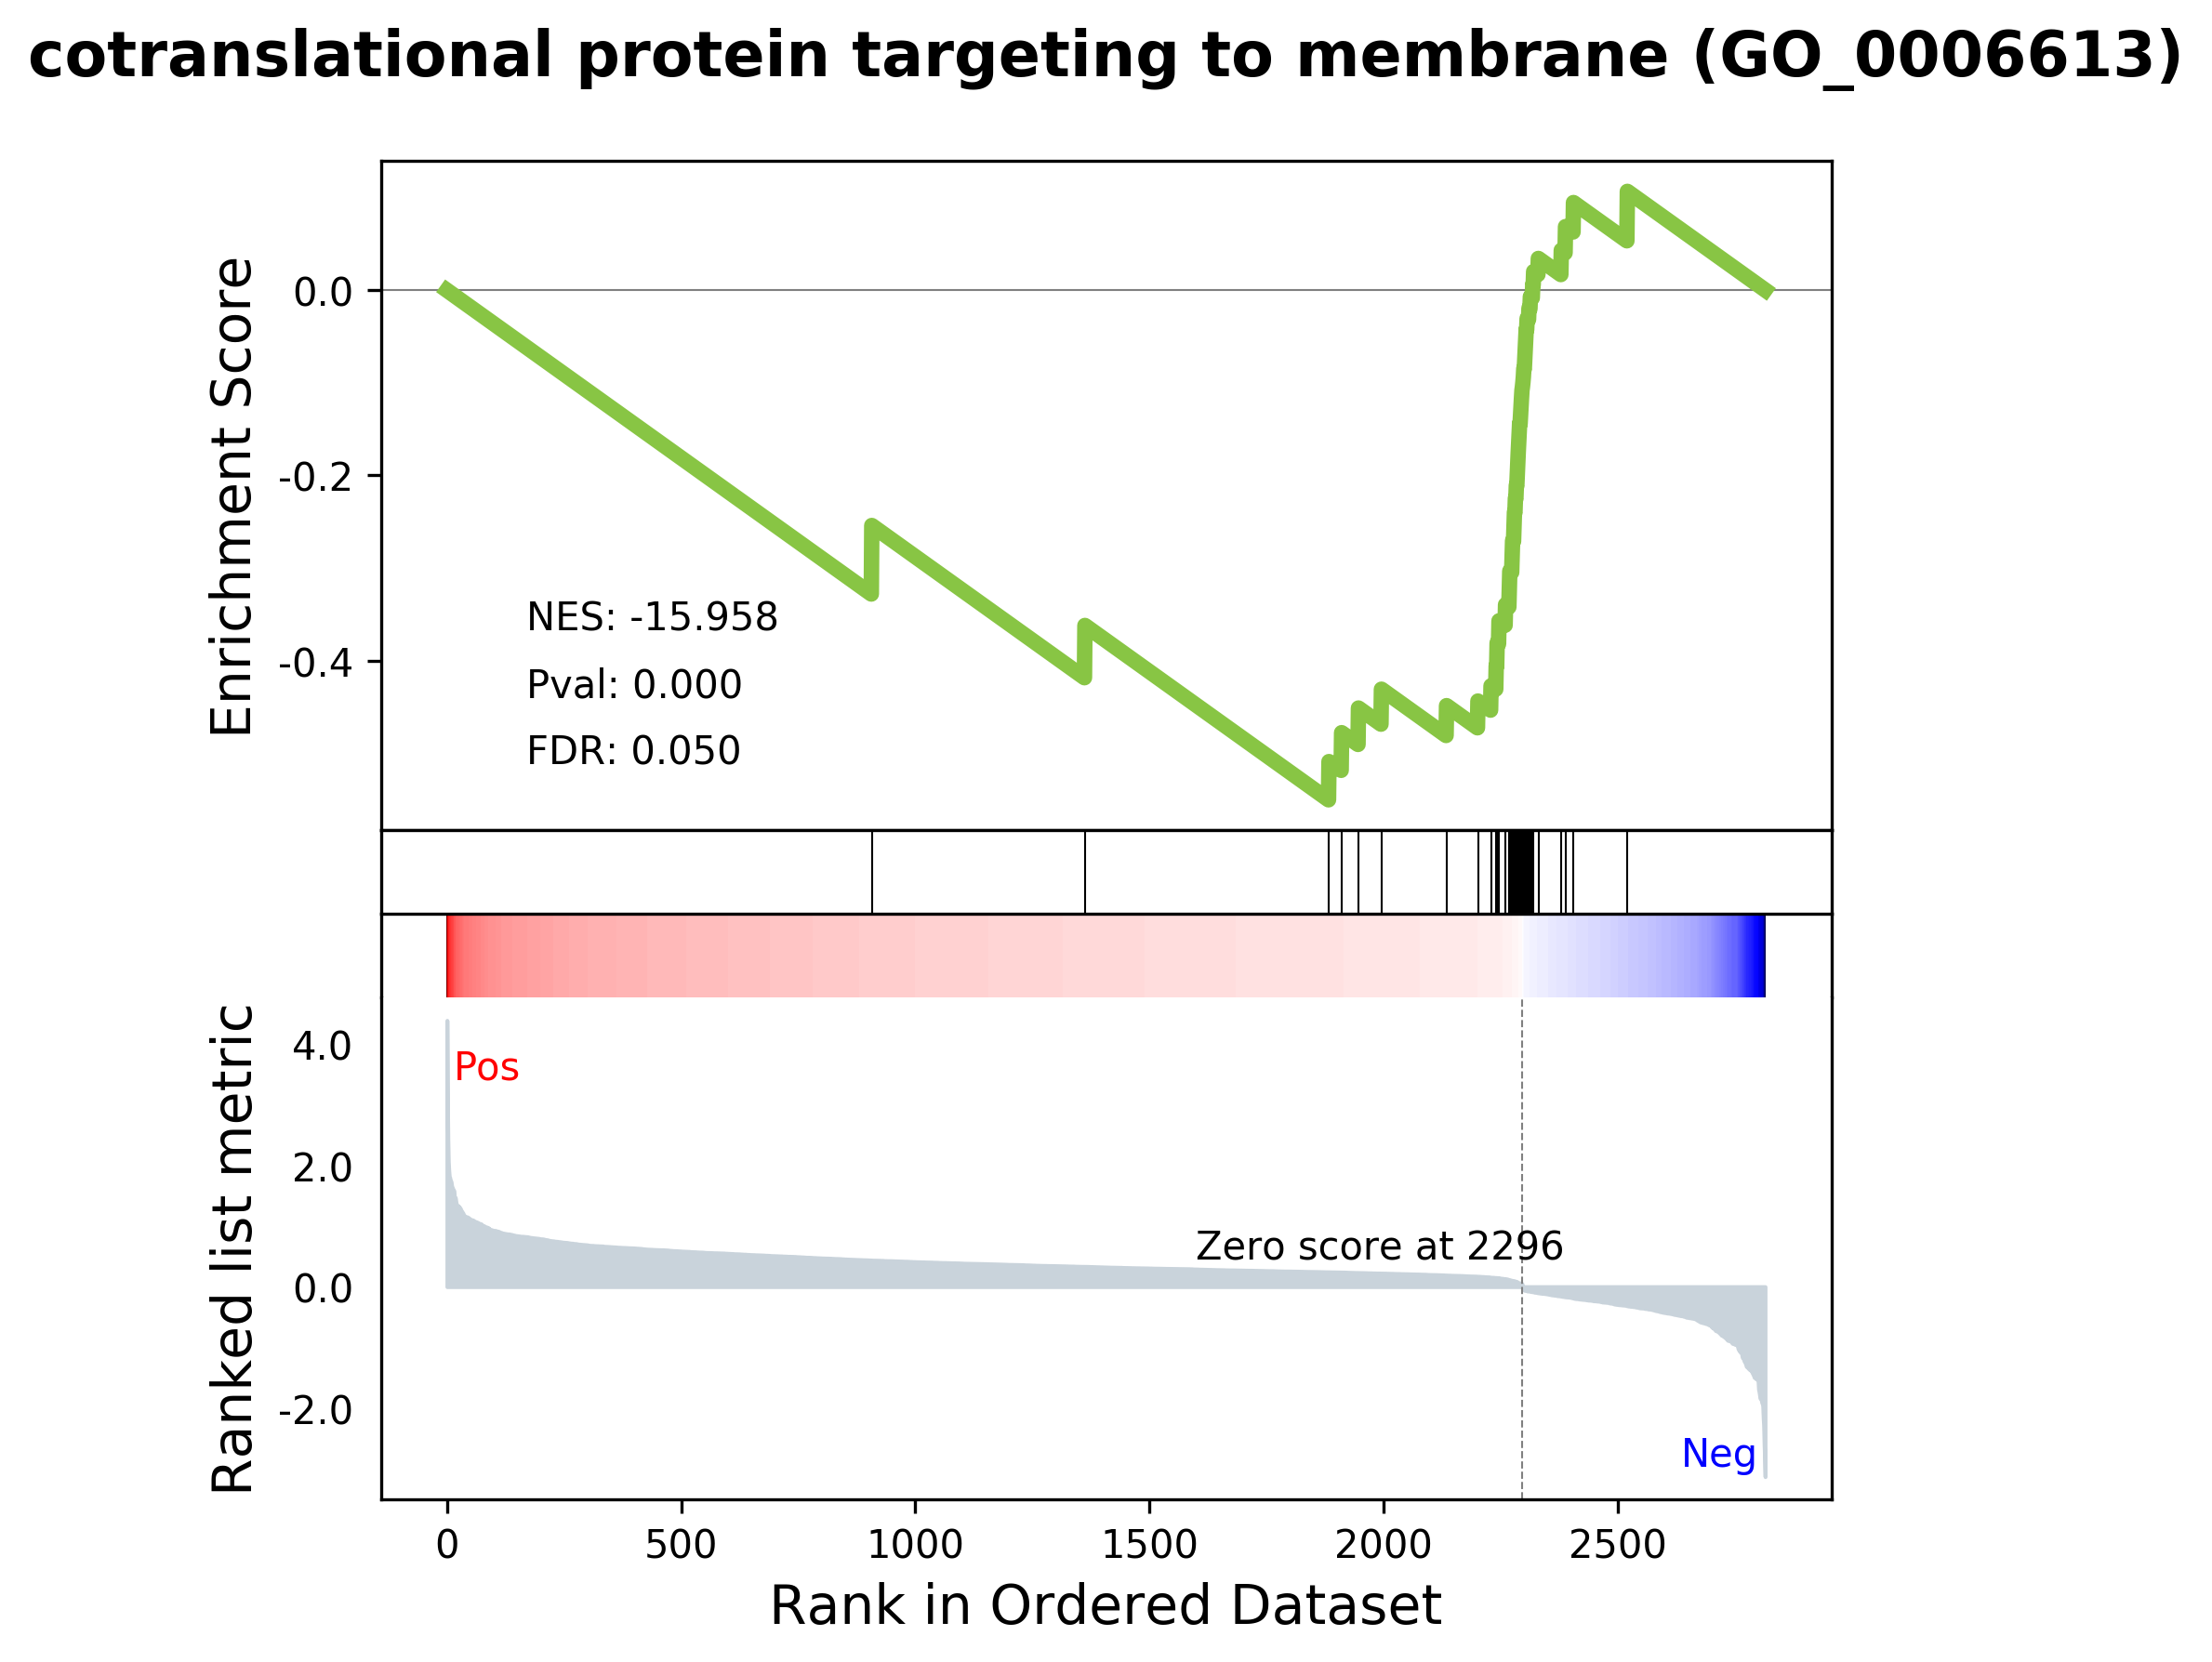 cotranslational protein targeting to membrane (GO_0006613)
Enrichment Score
0.0
-0.2
-0.4
NES: -15.958
Pval: 0.000
FDR: 0.050
Ranked list metric
4.0
2.0
0.0
-2.0
Pos
Zero score at 2296
Neg
0 500 1000 1500 2000 2500
Rank in Ordered Dataset